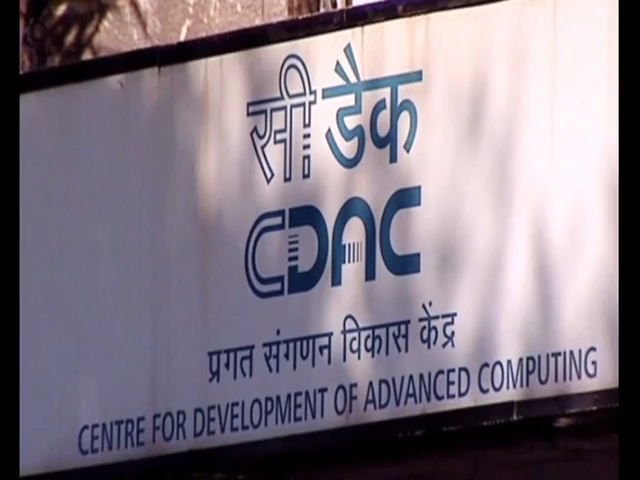 सी डैक
CDAC
प्रगत संगणन विकास केंद्र
CENTRE FOR DEVELOPMENT OF ADVANCED COMPUTING